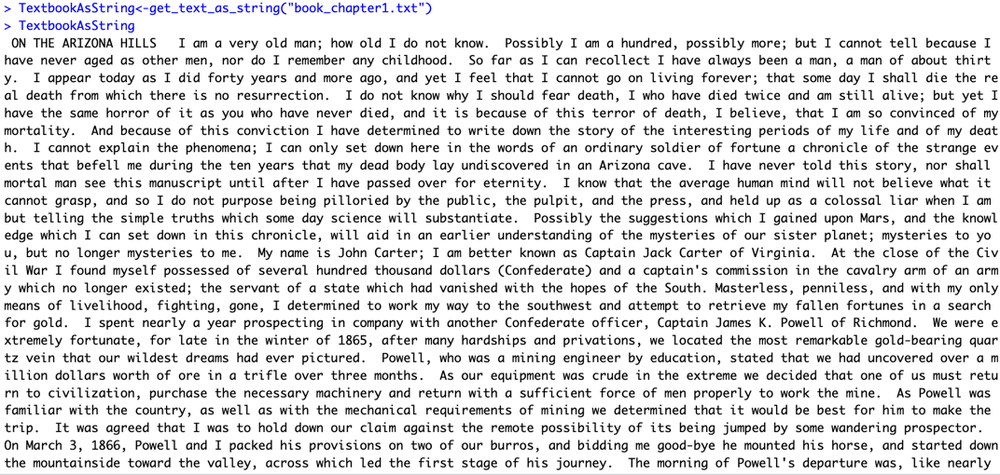 > TextbookAsString<-get_text_as_string("book_chapter1.txt")
> TextbookAsString
 ON THE ARIZONA HILLS   I am a very old man; how old I do not know.  Possibly I am a hundred, possibly more; but I cannot tell because I
have never aged as other men, nor do I remember any childhood.  So far as I can recollect I have always been a man, a man of about thirt
y.  I appear today as I did forty years and more ago, and yet I feel that I cannot go on living forever; that some day I shall die the re
al death from which there is no resurrection.  I do not know why I should fear death, I who have died twice and am still alive; but yet I
have the same horror of it as you who have never died, and it is because of this terror of death, I believe, that I am so convinced of my
mortality.  And because of this conviction I have determined to write down the story of the interesting periods of my life and of my deat
h.  I cannot explain the phenomena; I can only set down here in the words of an ordinary soldier of fortune a chronicle of the strange ev
ents that befell me during the ten years that my dead body lay undiscovered in an Arizona cave.  I have never told this story, nor shall
mortal man see this manuscript until after I have passed over for eternity.  I know that the average human mind will not believe what it
cannot grasp, and so I do not purpose being pilloried by the public, the pulpit, and the press, and held up as a colossal liar when I am
but telling the simple truths which some day science will substantiate.  Possibly the suggestions which I gained upon Mars, and the knowl
edge which I can set down in this chronicle, will aid in an earlier understanding of the mysteries of our sister planet; mysteries to yo
u, but no longer mysteries to me.  My name is John Carter; I am better known as Captain Jack Carter of Virginia.  At the close of the Civ
il War I found myself possessed of several hundred thousand dollars (Confederate) and a captain's commission in the cavalry arm of an arm
y which no longer existed; the servant of a state which had vanished with the hopes of the South. Masterless, penniless, and with my only
means of livelihood, fighting, gone, I determined to work my way to the southwest and attempt to retrieve my fallen fortunes in a search
for gold.  I spent nearly a year prospecting in company with another Confederate officer, Captain James K. Powell of Richmond.  We were e
xtremely fortunate, for late in the winter of 1865, after many hardships and privations, we located the most remarkable gold-bearing quar
tz vein that our wildest dreams had ever pictured.  Powell, who was a mining engineer by education, stated that we had uncovered over a m
illion dollars worth of ore in a trifle over three months.  As our equipment was crude in the extreme we decided that one of us must retu
rn to civilization, purchase the necessary machinery and return with a sufficient force of men properly to work the mine.  As Powell was
familiar with the country, as well as with the mechanical requirements of mining we determined that it would be best for him to make the
trip.  It was agreed that I was to hold down our claim against the remote possibility of its being jumped by some wandering prospector.
On March 3, 1866, Powell and I packed his provisions on two of our burros, and bidding me good-bye he mounted his horse, and started down
the mountainside toward the valley, across which led the first stage of his journey.  The morning of Powell's departure was, like nearly